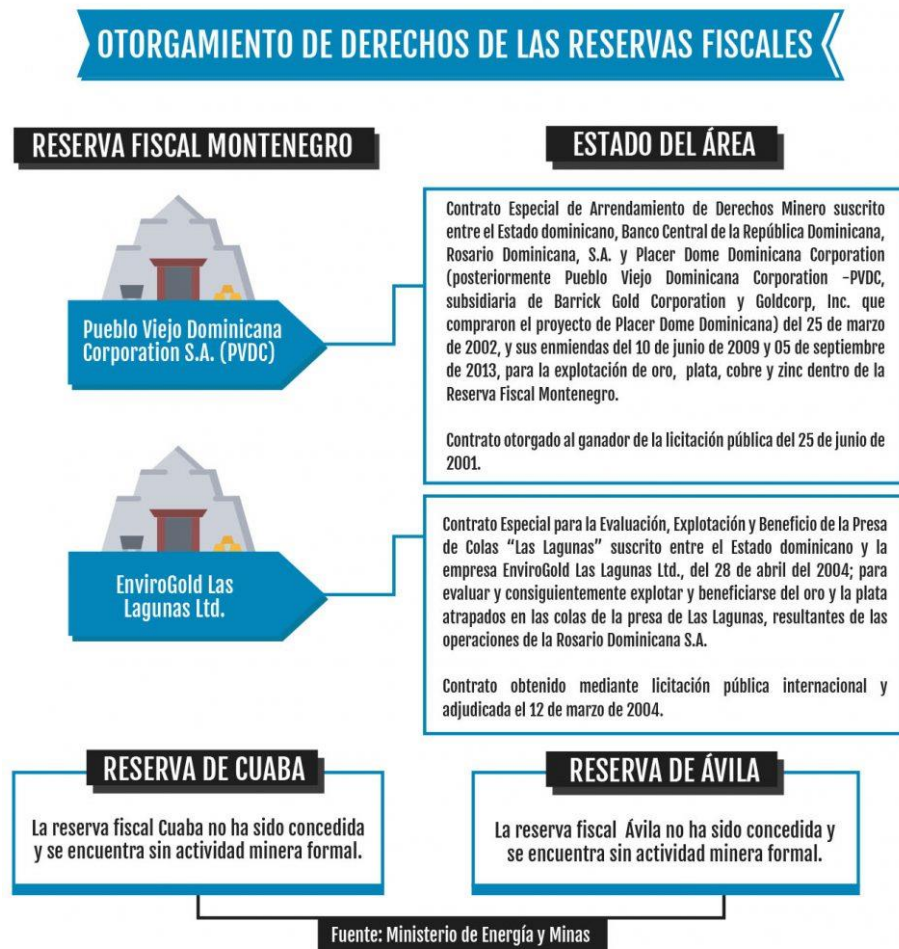 OTORGAMIENTO DE DERECHOS DE LAS RESERVAS FISCALES
RESERVA FISCAL MONTENEGRO
ESTADO DEL ÁREA
Pueblo Viejo Dominicana
Corporation S.A. (PVDC)
Contrato Especial de Arrendamiento de Derechos Minero suscrito
entre el Estado dominicano, Banco Central de la República Dominicana,
Rosario Dominicana, S.A. y Placer Dome Dominicana Corporation
(posteriormente Pueblo Viejo Dominicana Corporation -PVDC,
subsidiaria de Barrick Gold Corporation y Goldcorp, Inc. que
compraron el proyecto de Placer Dome Dominicana) del 25 de marzo
de 2002, y sus enmiendas del 10 de junio de 2009 y 05 de septiembre
de 2013, para la explotación de oro, plata, cobre y zinc dentro de la
Reserva Fiscal Montenegro.
Contrato otorgado al ganador de la licitación pública del 25 de junio de
2001.
EnviroGold Las
Lagunas Ltd.
Contrato Especial para la Evaluación, Explotación y Beneficio de la Presa
de Colas “Las Lagunas” suscrito entre el Estado dominicano y la
empresa EnviroGold Las Lagunas Ltd., del 28 de abril del 2004; para
evaluar y consiguientemente explotar y beneficiarse del oro y la plata
atrapados en las colas de la presa de Las Lagunas, resultantes de las
operaciones de la Rosario Dominicana S.A.
Contrato obtenido mediante licitación pública internacional y
adjudicada el 12 de marzo de 2004.
RESERVA DE CUABA
La reserva fiscal Cuaba no ha sido concedida
y se encuentra sin actividad minera formal.
RESERVA DE ÁVILA
La reserva fiscal Ávila no ha sido concedida y
se encuentra sin actividad minera formal.
Fuente: Ministerio de Energía y Minas